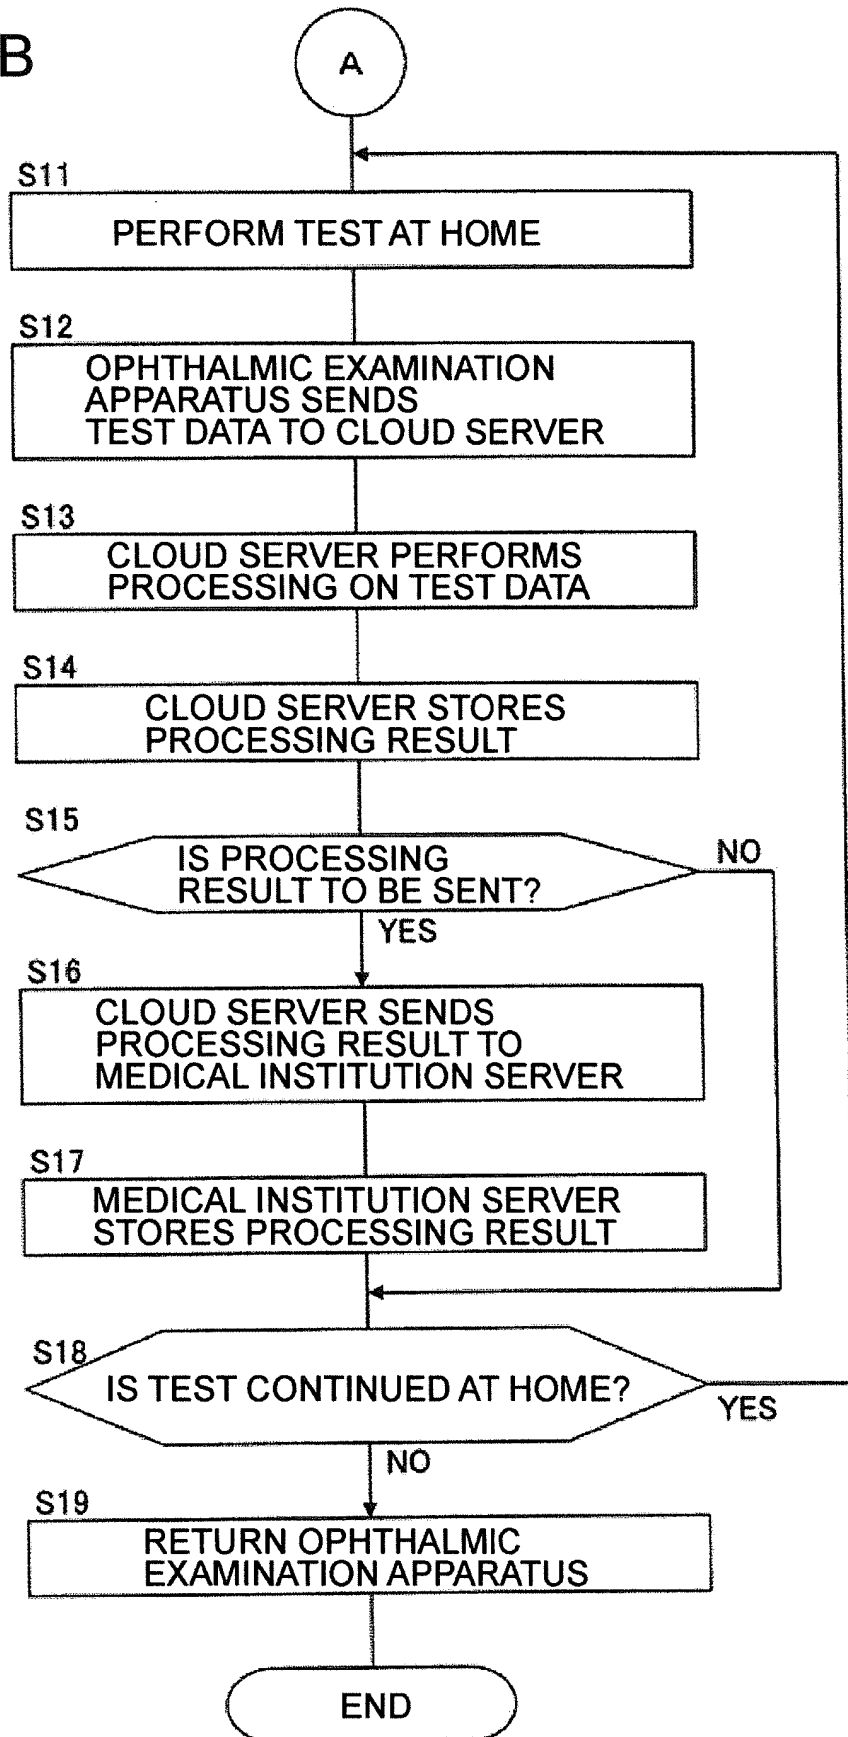 B
A
S11
PERFORM TEST AT HOME
S12
OPHTHALMIC EXAMINATION
APPARATUS SENDS
TEST DATA TO CLOUD SERVER
S13
CLOUD SERVER PERFORMS
PROCESSING ON TEST DATA
S14
CLOUD SERVER STORES
PROCESSING RESULT
S15
IS PROCESSING
RESULT TO BE SENT?
NO
YES
S16
CLOUD SERVER SENDS
PROCESSING RESULT TO
MEDICAL INSTITUTION SERVER
S17
MEDICAL INSTITUTION SERVER
STORES PROCESSING RESULT
S18
IS TEST CONTINUED AT HOME?
YES
NO
S19
RETURN OPHTHALMIC
EXAMINATION APPARATUS
END